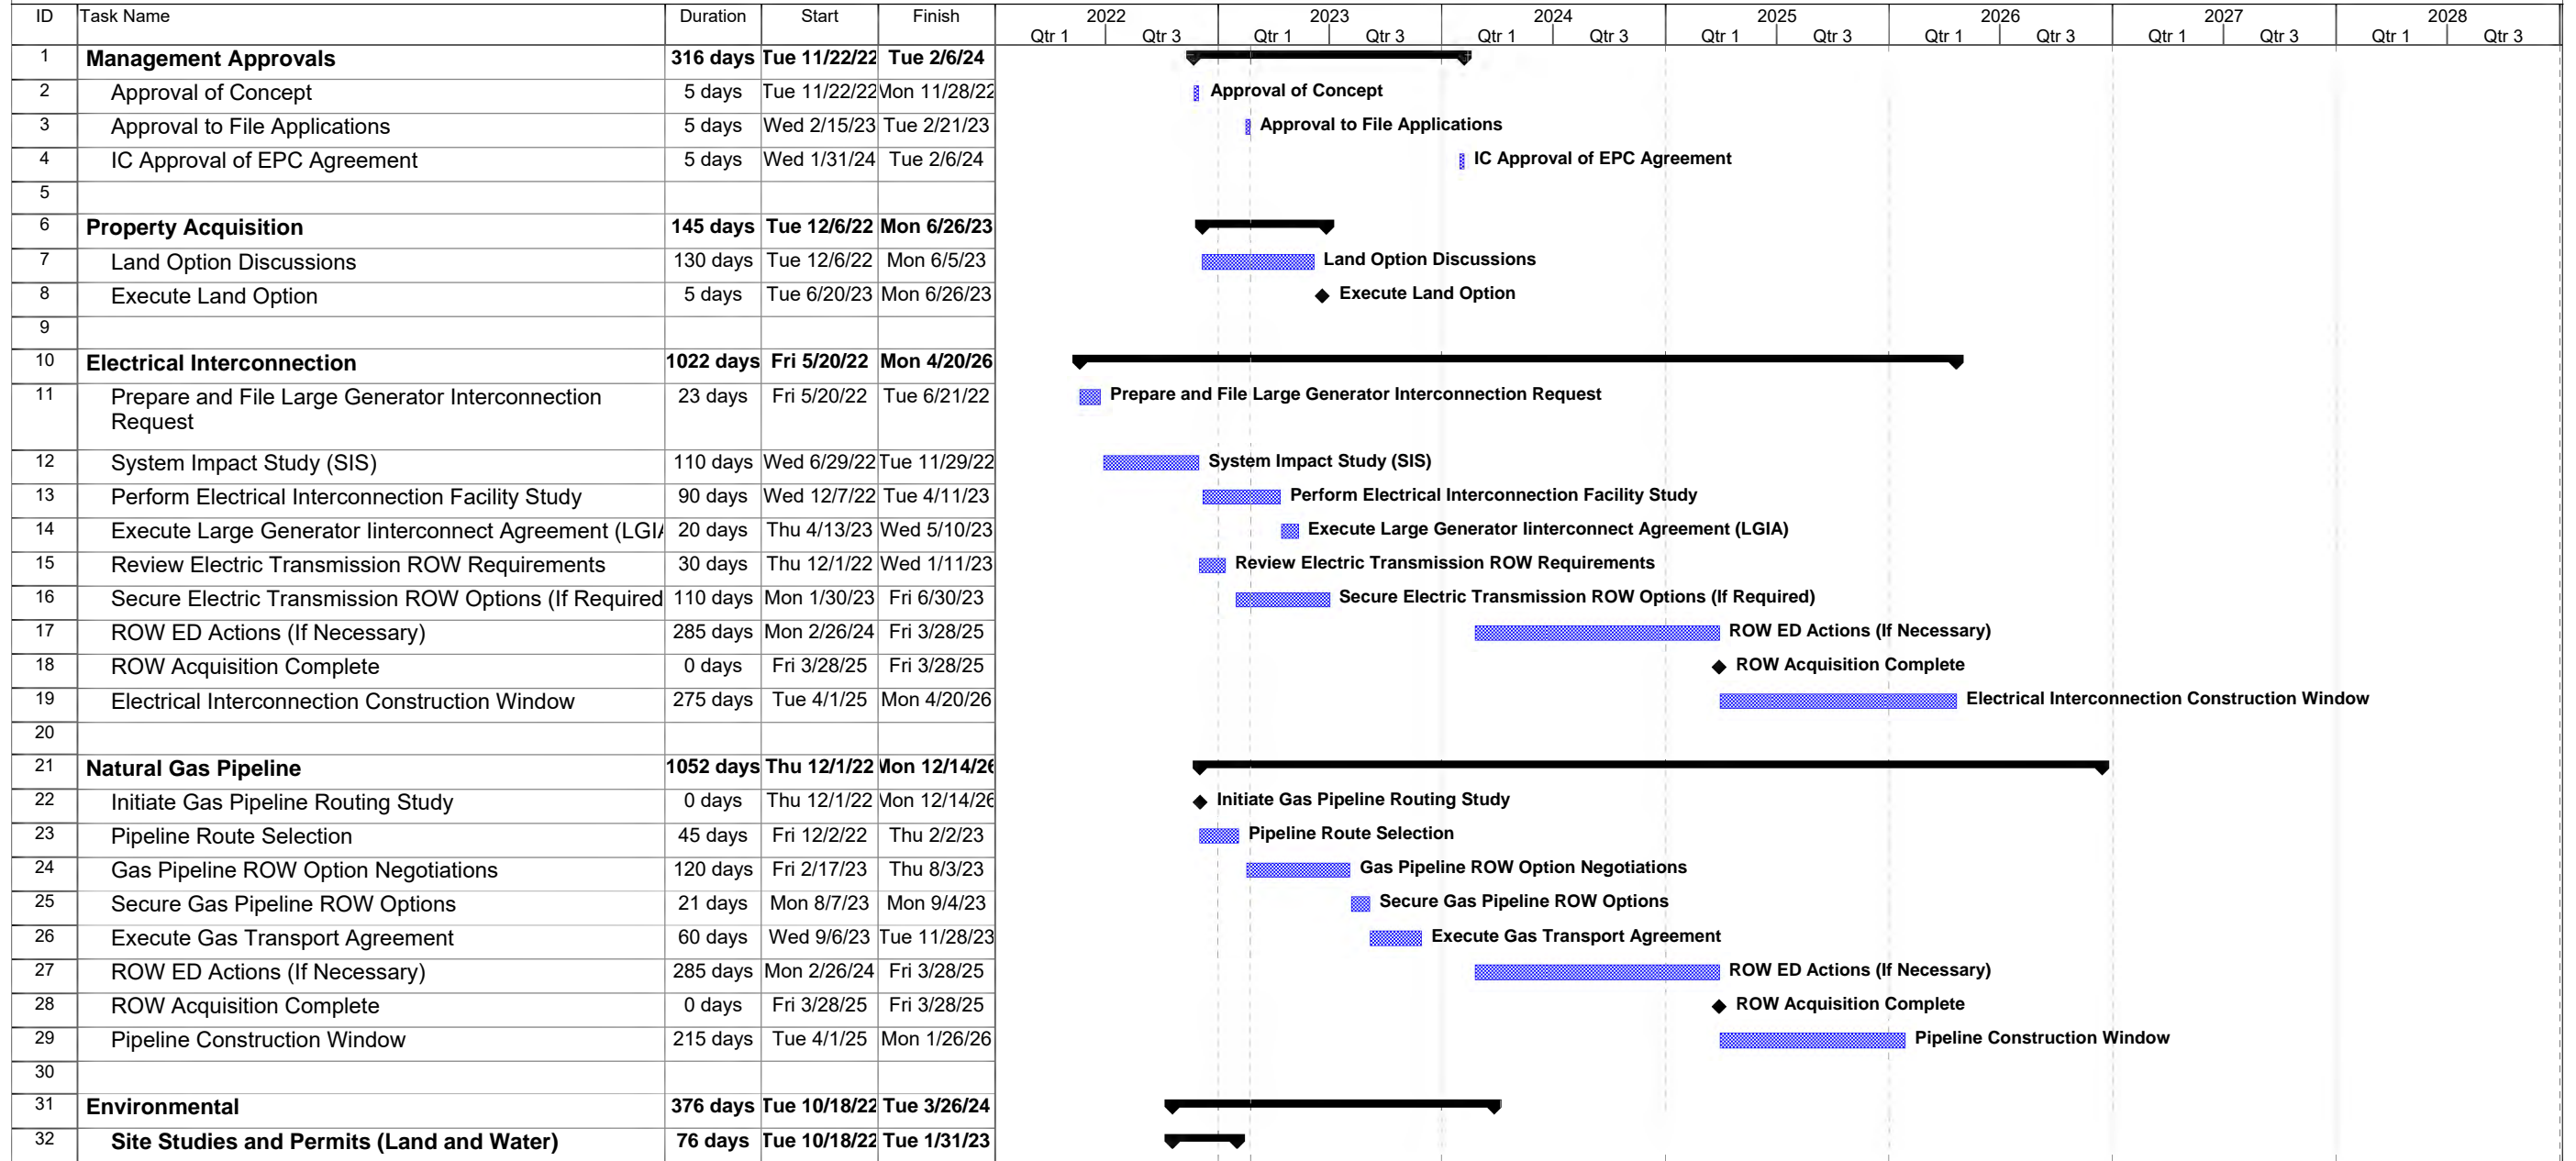 ID Task Name Duration Start Finish 2022 2023 2024 2025 2026 2027 2028
Qtr 1 Qtr 3 Qtr 1 Qtr 3 Qtr 1 Qtr 3 Qtr 1 Qtr 3 Qtr 1 Qtr 3 Qtr 1 Qtr 3 Qtr 1 Qtr 3
1 Management Approvals 316 days Tue 11/22/22 Tue 2/6/24
2 Approval of Concept 5 days Tue 11/22/22 Mon 11/28/22 Approval of Concept
3 Approval to File Applications 5 days Wed 2/15/23 Tue 2/21/23 Approval to File Applications
4 IC Approval of EPC Agreement 5 days Wed 1/31/24 Tue 2/6/24 IC Approval of EPC Agreement
5
6 Property Acquisition 145 days Tue 12/6/22 Mon 6/26/23
7 Land Option Discussions 130 days Tue 12/6/22 Mon 6/5/23 Land Option Discussions
8 Execute Land Option 5 days Tue 6/20/23 Mon 6/26/23 Execute Land Option
9
10 Electrical Interconnection 1022 days Fri 5/20/22 Mon 4/20/26
11 Prepare and File Large Generator Interconnection 23 days Fri 5/20/22 Tue 6/21/22 Prepare and File Large Generator Interconnection Request
Request
12 System Impact Study (SIS) 110 days Wed 6/29/22 Tue 11/29/22 System Impact Study (SIS)
13 Perform Electrical Interconnection Facility Study 90 days Wed 12/7/22 Tue 4/11/23 Perform Electrical Interconnection Facility Study
14 Execute Large Generator Iinterconnect Agreement (LGIA 20 days Thu 4/13/23 Wed 5/10/23 Execute Large Generator Iinterconnect Agreement (LGIA)
15 Review Electric Transmission ROW Requirements 30 days Thu 12/1/22 Wed 1/11/23 Review Electric Transmission ROW Requirements
16 Secure Electric Transmission ROW Options (If Required 110 days Mon 1/30/23 Fri 6/30/23 Secure Electric Transmission ROW Options (If Required)
17 ROW ED Actions (If Necessary) 285 days Mon 2/26/24 Fri 3/28/25 ROW ED Actions (If Necessary)
18 ROW Acquisition Complete 0 days Fri 3/28/25 Fri 3/28/25 ROW Acquisition Complete
19 Electrical Interconnection Construction Window 275 days Tue 4/1/25 Mon 4/20/26 Electrical Interconnection Construction Window
20
21 Natural Gas Pipeline 1052 days Thu 12/1/22 Mon 12/14/26
22 Initiate Gas Pipeline Routing Study 0 days Thu 12/1/22 Mon 12/14/26 Initiate Gas Pipeline Routing Study
23 Pipeline Route Selection 45 days Fri 12/2/22 Thu 2/2/23 Pipeline Route Selection
24 Gas Pipeline ROW Option Negotiations 120 days Fri 2/17/23 Thu 8/3/23 Gas Pipeline ROW Option Negotiations
25 Secure Gas Pipeline ROW Options 21 days Mon 8/7/23 Mon 9/4/23 Secure Gas Pipeline ROW Options
26 Execute Gas Transport Agreement 60 days Wed 9/6/23 Tue 11/28/23 Execute Gas Transport Agreement
27 ROW ED Actions (If Necessary) 285 days Mon 2/26/24 Fri 3/28/25 ROW ED Actions (If Necessary)
28 ROW Acquisition Complete 0 days Fri 3/28/25 Fri 3/28/25 ROW Acquisition Complete
29 Pipeline Construction Window 215 days Tue 4/1/25 Mon 1/26/26 Pipeline Construction Window
30
31 Environmental 376 days Tue 10/18/22 Tue 3/26/24
32 Site Studies and Permits (Land and Water) 76 days Tue 10/18/22 Tue 1/31/23